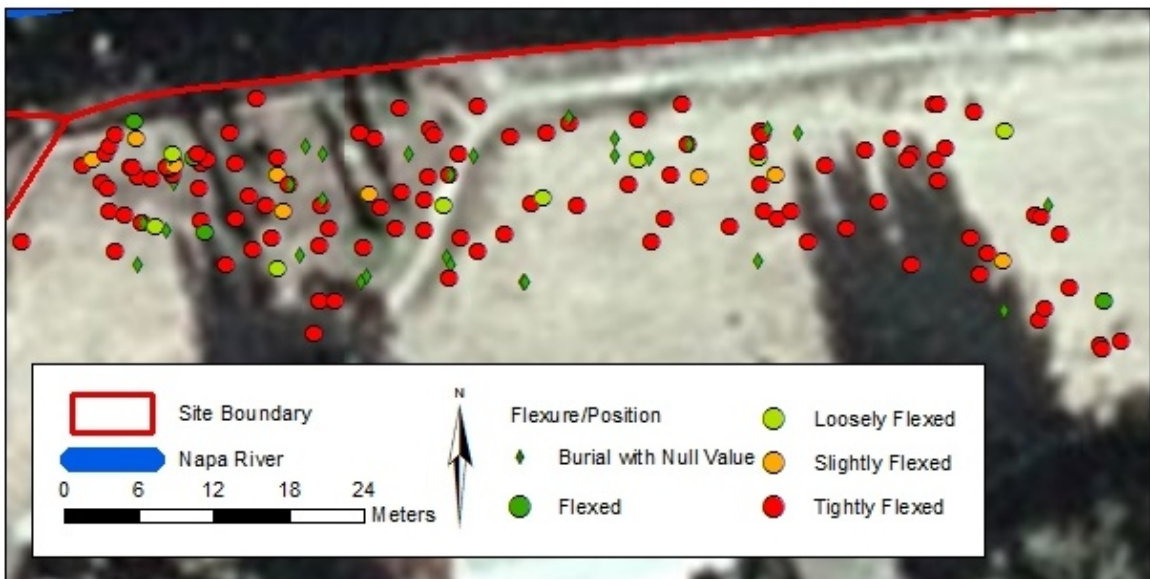 Site Boundary
Napa River
0 6 12 18 24
Meters
N
Flexure/Position
Burial with Null Value
Flexed
Loosely Flexed
Slightly Flexed
Tightly Flexed